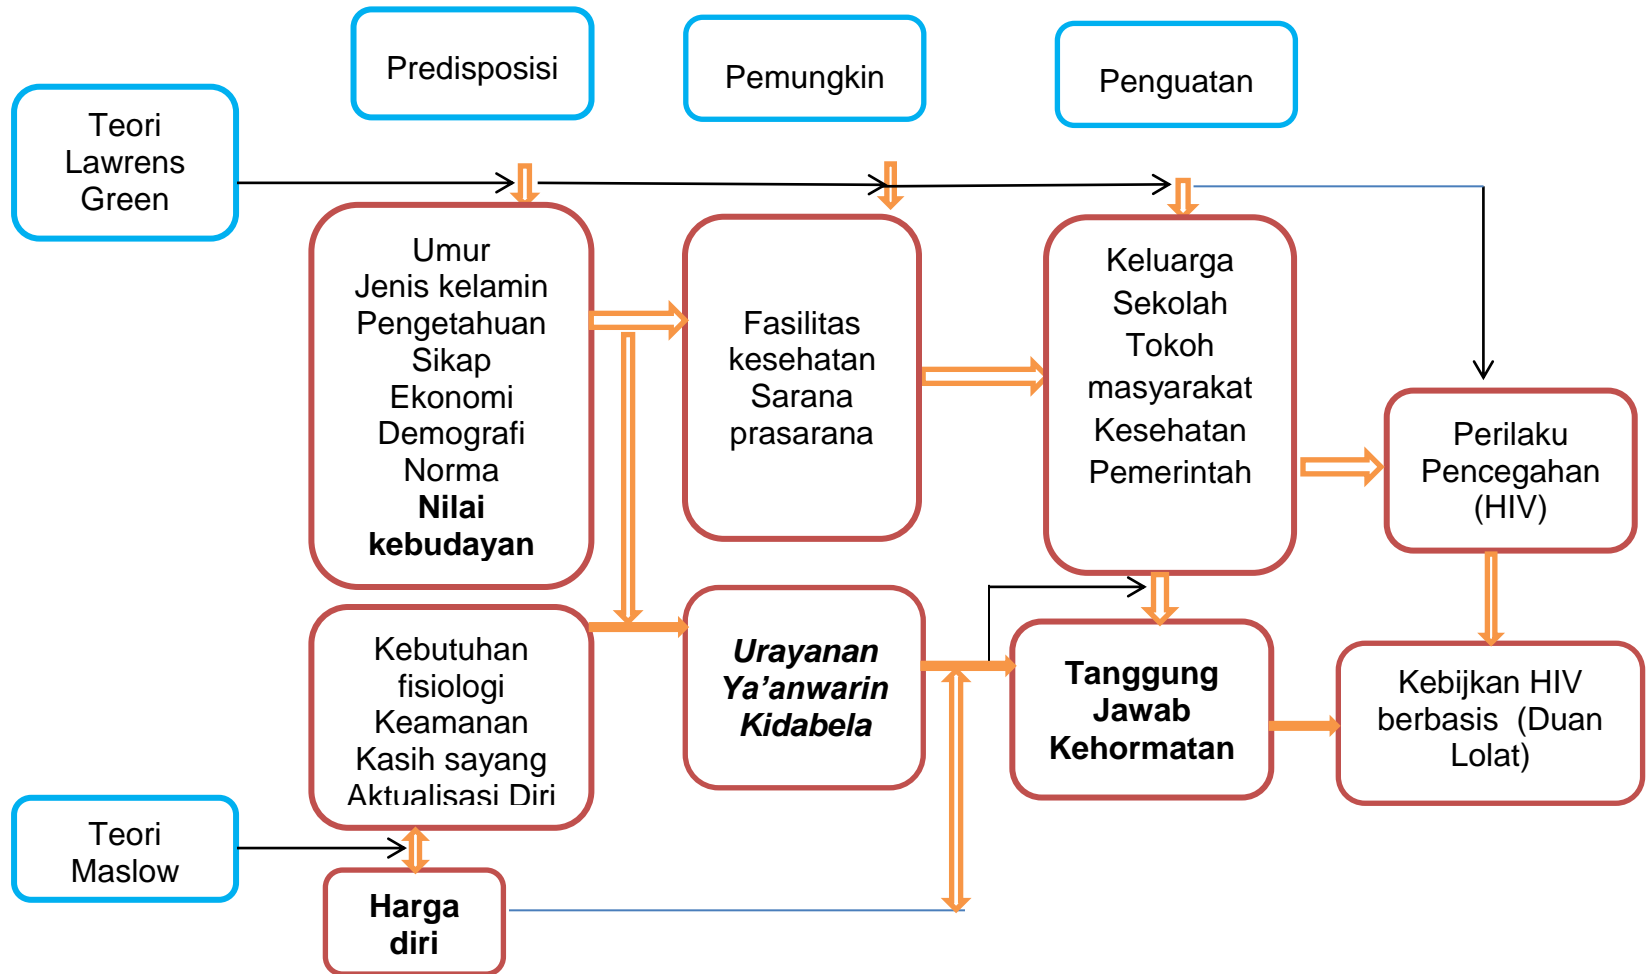 Predisposisi
Pemungkin
Penguatan
Teori
Lawrens
Green
Umur
Jenis kelamin
Pengetahuan
Sikap
Ekonomi
Demografi
Norma
Nilai
kebudayan
Fasilitas
kesehatan
Sarana
prasarana
Keluarga
Sekolah
Tokoh
masyarakat
Kesehatan
Pemerintah
Perilaku
Pencegahan
(HIV)
Kebutuhan
fisiologi
Keamanan
Kasih sayang
Aktualisasi Diri
Urayanan
Ya’anwarin
Kidabela
Tanggung
Jawab
Kehormatan
Kebijkan HIV
berbasis (Duan
Lolat)
Teori
Maslow
Harga
diri